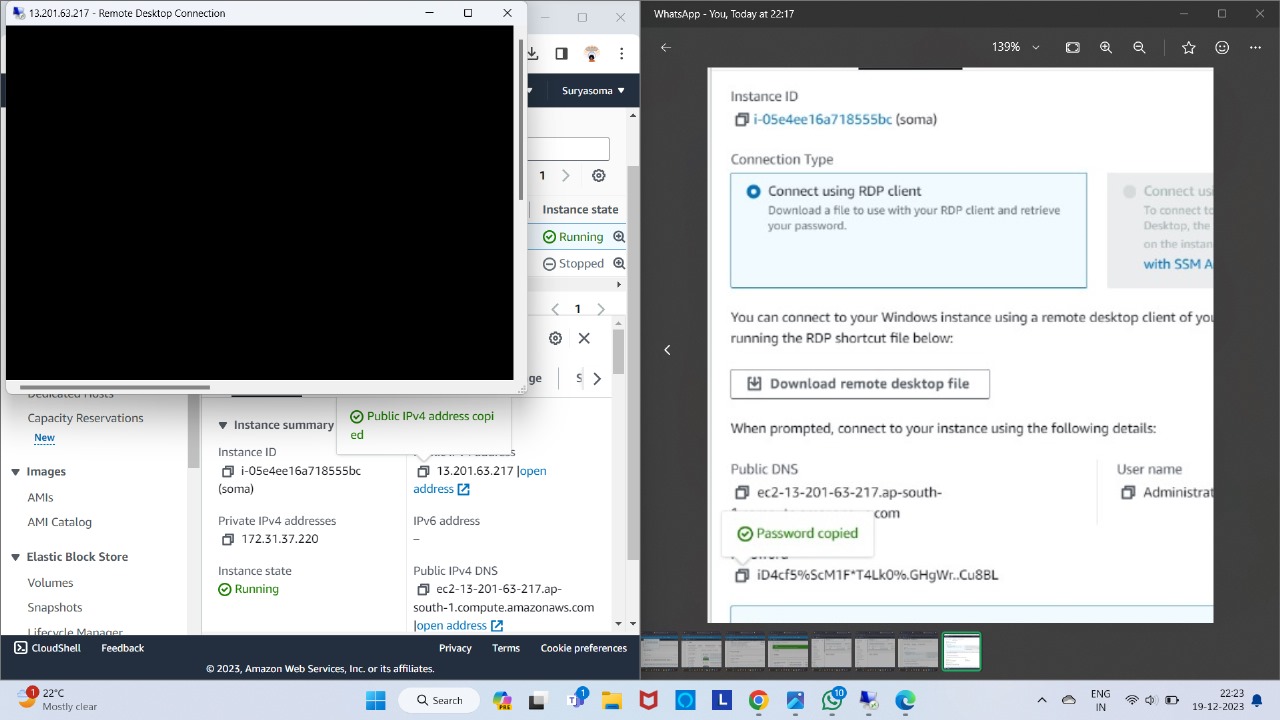 13.201.63.217 - Remote Desktop Connection
Suryasoma
1
Instance state
Running
Stopped
1
ge
S
Public IPv4 address copi
ed
Dedicated Hosts
Capacity Reservations
New
Images
AMIs
AMI Catalog
Elastic Block Store
Volumes
Snapshots
Lifecycle Manager
Instance summary
Instance ID
i-05e4ee16a718555bc
(soma)
13.201.63.217 |open
address
Private IPv4 addresses
172.31.37.220
IPv6 address
–
Instance state
Running
Public IPv4 DNS
ec2-13-201-63-217.ap-
south-1.compute.amazonaws.com
|open address
CloudShell
Feedback
Privacy
Terms
Cookie preferences
© 2023, Amazon Web Services, Inc. or its affiliates.
WhatsApp - You, Today at 22:17
139%
Instance ID
i-05e4ee16a718555bc (soma)
Connection Type
Connect using RDP client
Download a file to use with your RDP client and retrieve
your password.
Connect usi
To connect to
Desktop, the
on the instan
with SSM A
You can connect to your Windows instance using a remote desktop client of you
running the RDP shortcut file below:
Download remote desktop file
When prompted, connect to your instance using the following details:
Public DNS
ec2-13-201-63-217.ap-south-
com
User name
Administrat
Password copied
iD4cf5%ScM1F*T4Lk0%.GHgWr..Cu8BL
1
22°C
Mostly clear
Search
PRE
1
L
10
ENG
IN
22:23
19-12-2023